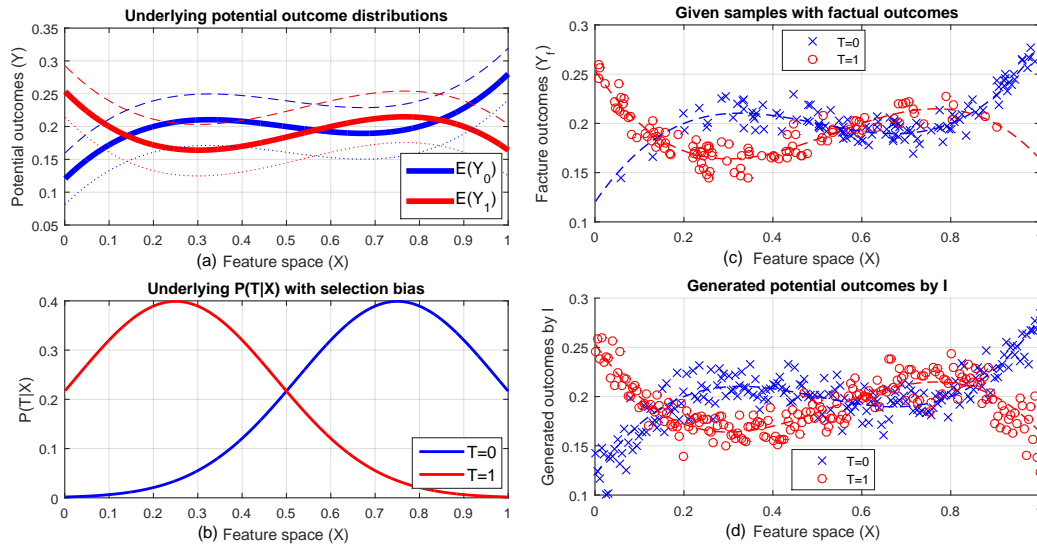 Underlying potential outcome distributions
Potential outcomes (Y)
0.35
0.3
0.25
0.2
0.15
0.1
0.05
E(Y0)
E(Y1)
0 0.1 0.2 0.3 0.4 0.5 0.6 0.7 0.8 0.9 1
(a) Feature space (X)
Given samples with factual outcomes
Facture outcomes (Yf)
0.3
0.25
0.2
0.15
0.1
T=0
T=1
0 0.2 0.4 0.6 0.8 1
(c) Feature space (X)
Underlying P(T|X) with selection bias
P(T|X)
0.4
0.3
0.2
0.1
0
T=0
T=1
0 0.1 0.2 0.3 0.4 0.5 0.6 0.7 0.8 0.9 1
(b) Feature space (X)
Generated potential outcomes by I
Generated outcomes by I
0.3
0.25
0.2
0.15
0.1
T=0
T=1
0 0.2 0.4 0.6 0.8 1
(d) Feature space (X)